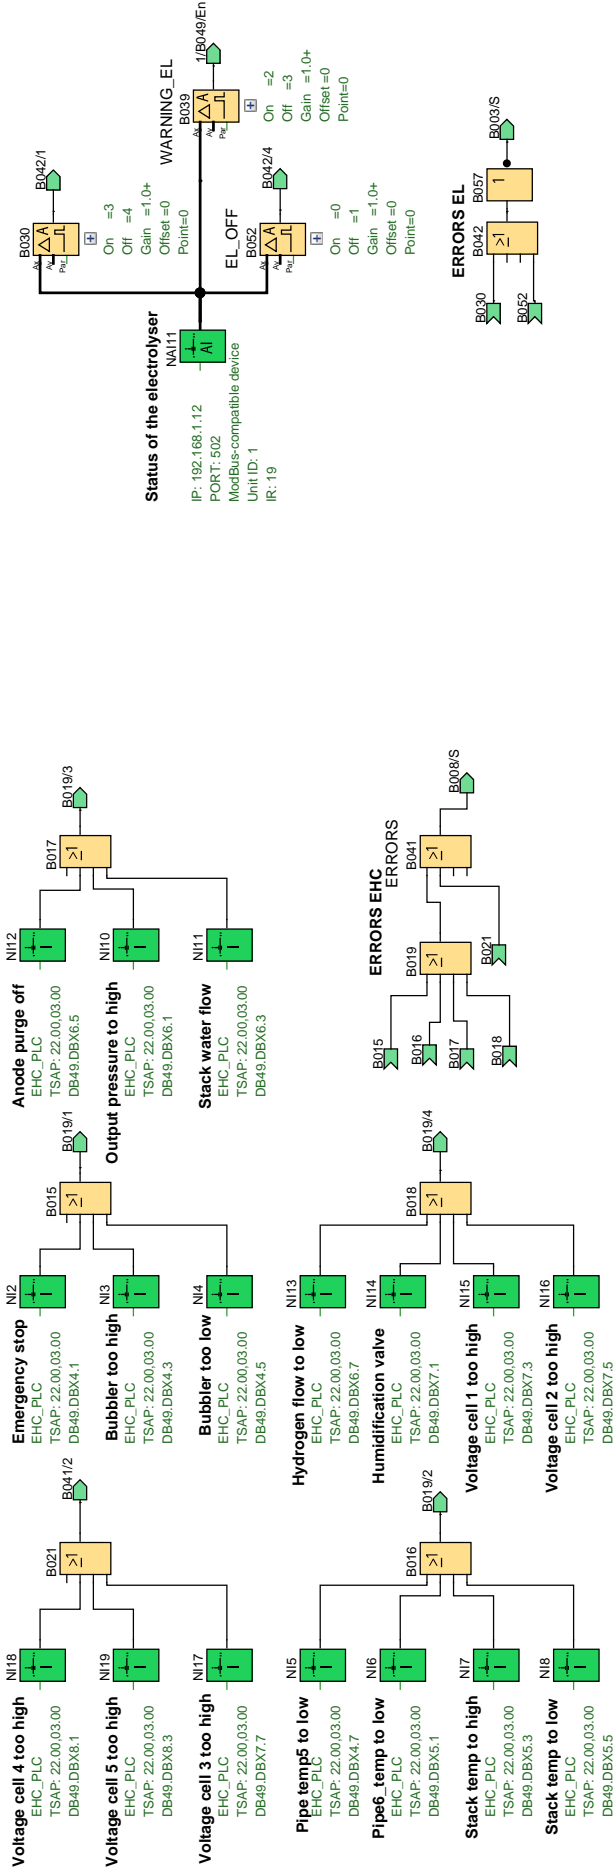 Voltage cell 4 too high
EHC_PLC
TSAP: 22.00,03.00
DB49.DBX8.1
NI18
I
Voltage cell 5 too high
EHC_PLC
TSAP: 22.00,03.00
DB49.DBX8.3
NI19
I
Voltage cell 3 too high
EHC_PLC
TSAP: 22.00,03.00
DB49.DBX7.7
NI17
I
B021
≥1
B041/2
Emergency stop
EHC_PLC
TSAP: 22.00,03.00
DB49.DBX4.1
NI2
I
Bubbler too high
EHC_PLC
TSAP: 22.00,03.00
DB49.DBX4.3
NI3
I
Bubbler too low
EHC_PLC
TSAP: 22.00,03.00
DB49.DBX4.5
NI4
I
B015
≥1
B019/1
Anode purge off
EHC_PLC
TSAP: 22.00,03.00
DB49.DBX6.5
NI12
I
Output pressure to high
EHC_PLC
TSAP: 22.00,03.00
DB49.DBX6.1
NI10
I
Stack water flow
EHC_PLC
TSAP: 22.00,03.00
DB49.DBX6.3
NI11
I
B017
≥1
B019/3
Pipe temp5 to low
EHC_PLC
TSAP: 22.00,03.00
DB49.DBX4.7
NI5
I
Pipe6_temp to low
EHC_PLC
TSAP: 22.00,03.00
DB49.DBX5.1
NI6
I
Stack temp to high
EHC_PLC
TSAP: 22.00,03.00
DB49.DBX5.3
NI7
I
Stack temp to low
EHC_PLC
TSAP: 22.00,03.00
DB49.DBX5.5
NI8
I
B016
≥1
B019/2
Hydrogen flow to low
EHC_PLC
TSAP: 22.00,03.00
DB49.DBX6.7
NI13
I
Humidification valve
EHC_PLC
TSAP: 22.00,03.00
DB49.DBX7.1
NI14
I
Voltage cell 1 too high
EHC_PLC
TSAP: 22.00,03.00
DB49.DBX7.3
NI15
I
Voltage cell 2 too high
EHC_PLC
TSAP: 22.00,03.00
DB49.DBX7.5
NI16
I
B018
≥1
B019/4
ERRORS EHC
B015
B016
B017
B018
B019
≥1
B021
ERRORS
B041
≥1
B008/S
Status of the electrolyser
NAI11
AI
IP: 192.168.1.12
PORT: 502
ModBus-compatible device
Unit ID: 1
IR: 19
B030
Ax
Av
Par
A
B042/1
On =3
Off =4
Gain =1.0+
Offset =0
Point=0
WARNING_EL
B039
Ax
Av
Par
A
1/B049/En
On =2
Off =3
Gain =1.0+
Offset =0
Point=0
EL_OFF
B052
Ax
Av
Par
A
B042/4
On =0
Off =1
Gain =1.0+
Offset =0
Point=0
ERRORS EL
B030
B052
B042
≥1
B057
1
B003/S